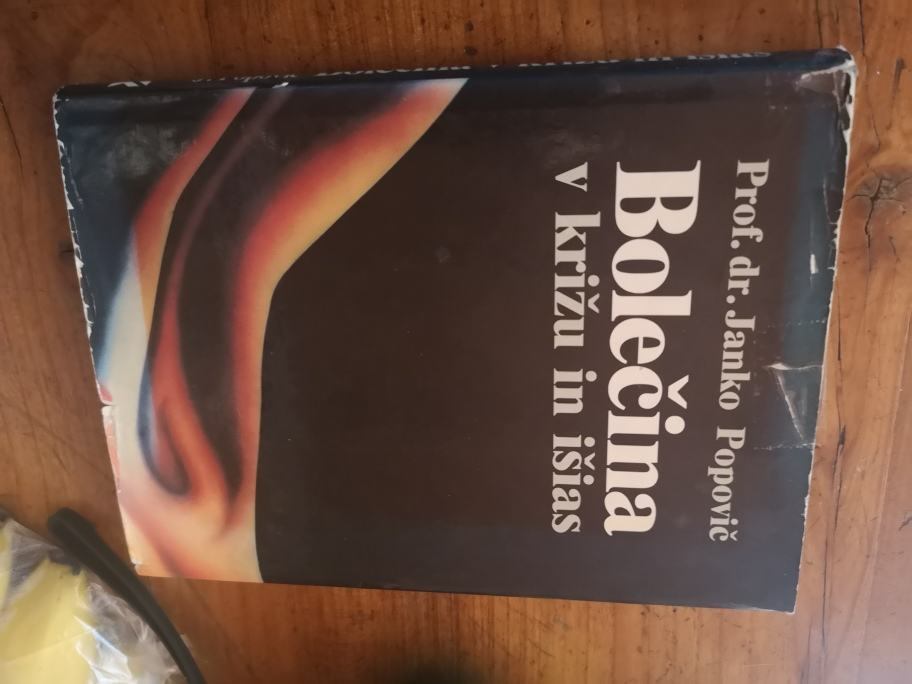 Prof. dr. Janko Popovič
Bolečina
v križu in išias